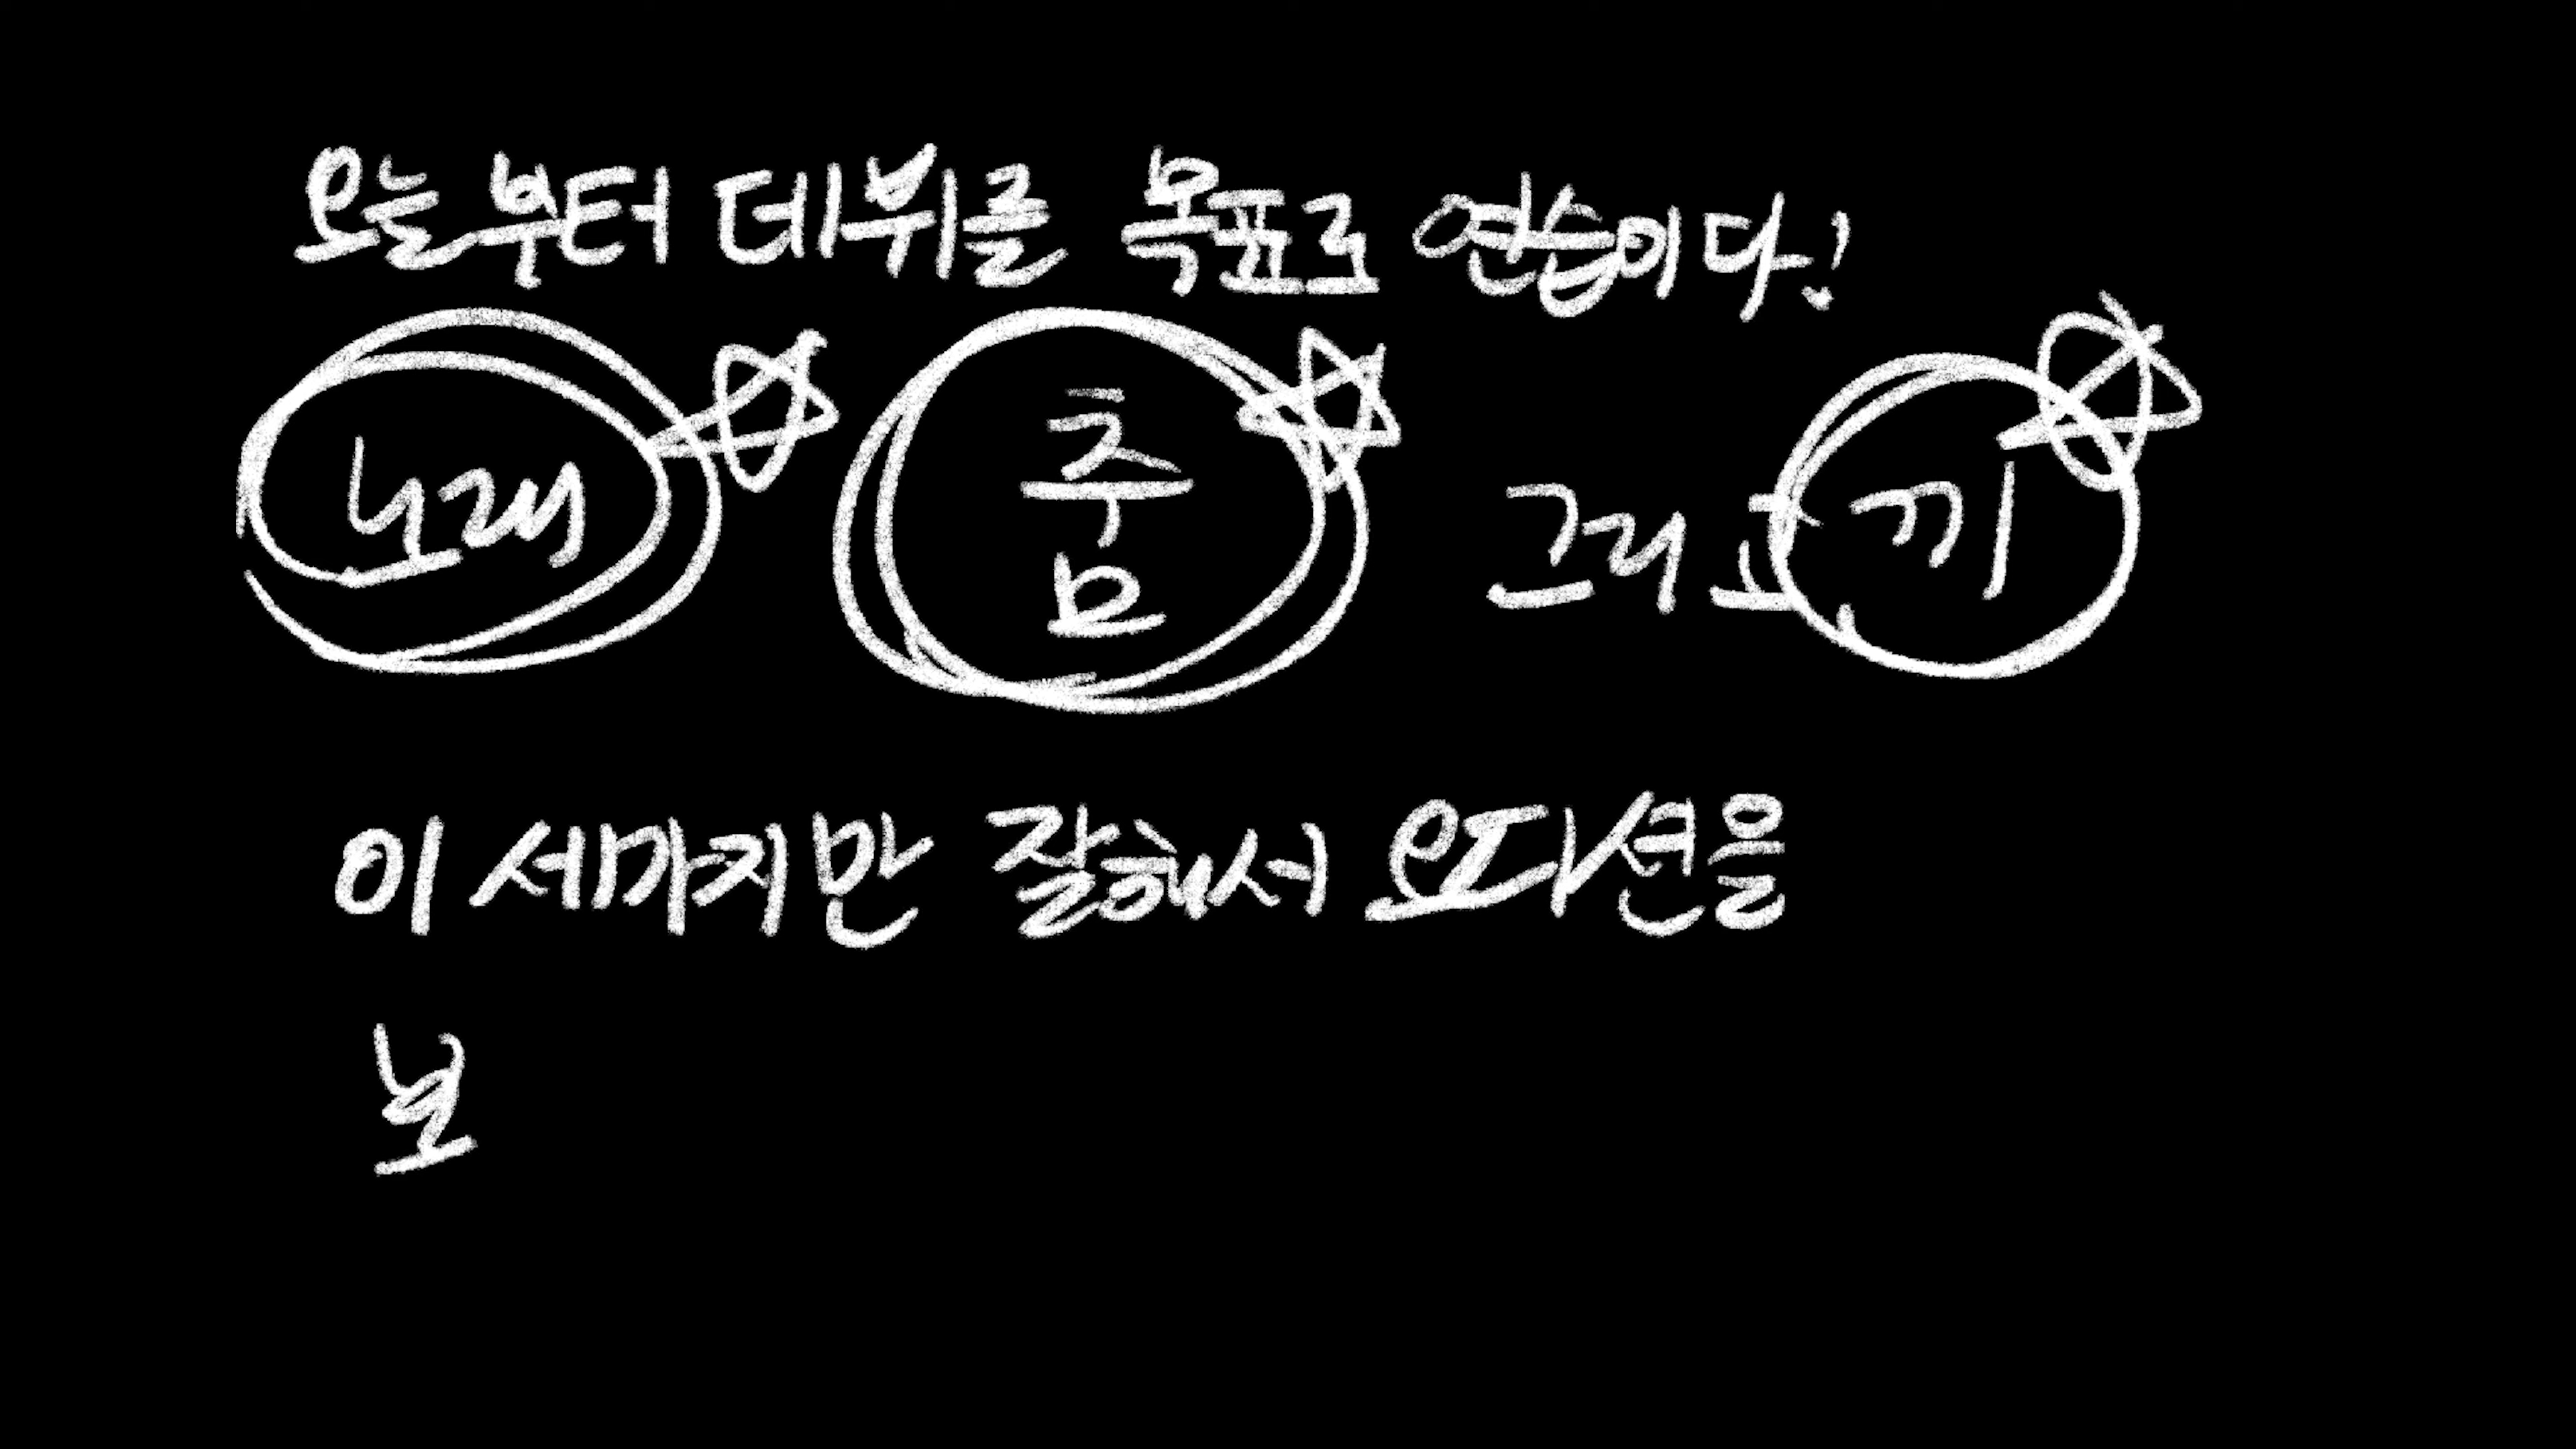 오늘부터 데뷔를 목표로 연습이다!
노래 춤 그리고 끼
이 세가지만 잘해서 오디션을
보